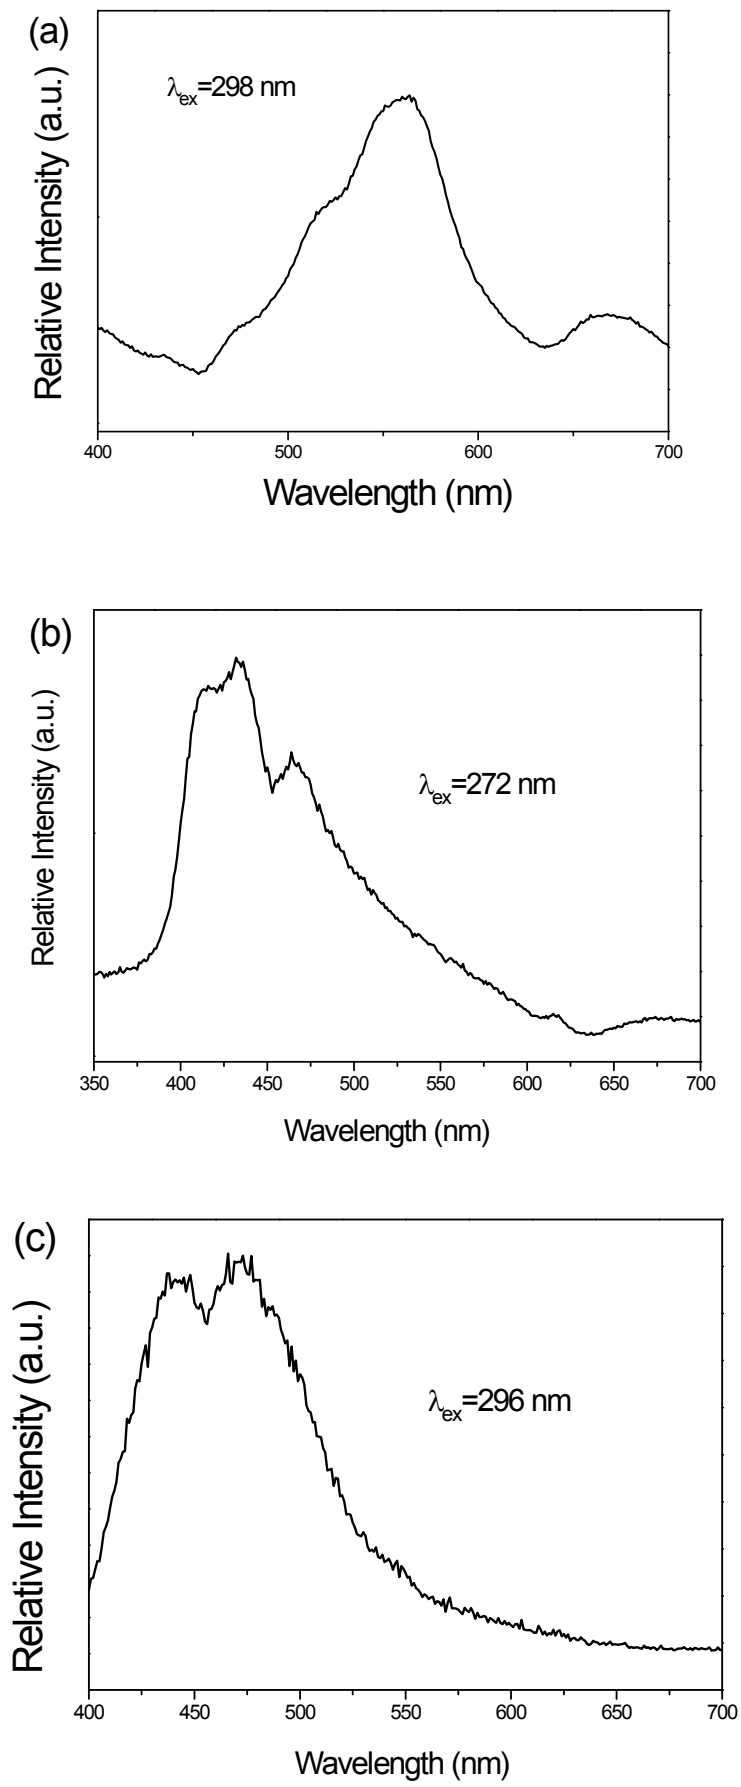 (a)
λex=298 nm
Relative Intensity (a.u.)
400 500 600 700
Wavelength (nm)
(b)
λex=272 nm
Relative Intensity (a.u.)
350 400 450 500 550 600 650 700
Wavelength (nm)
(c)
λex=296 nm
Relative Intensity (a.u.)
400 450 500 550 600 650 700
Wavelength (nm)